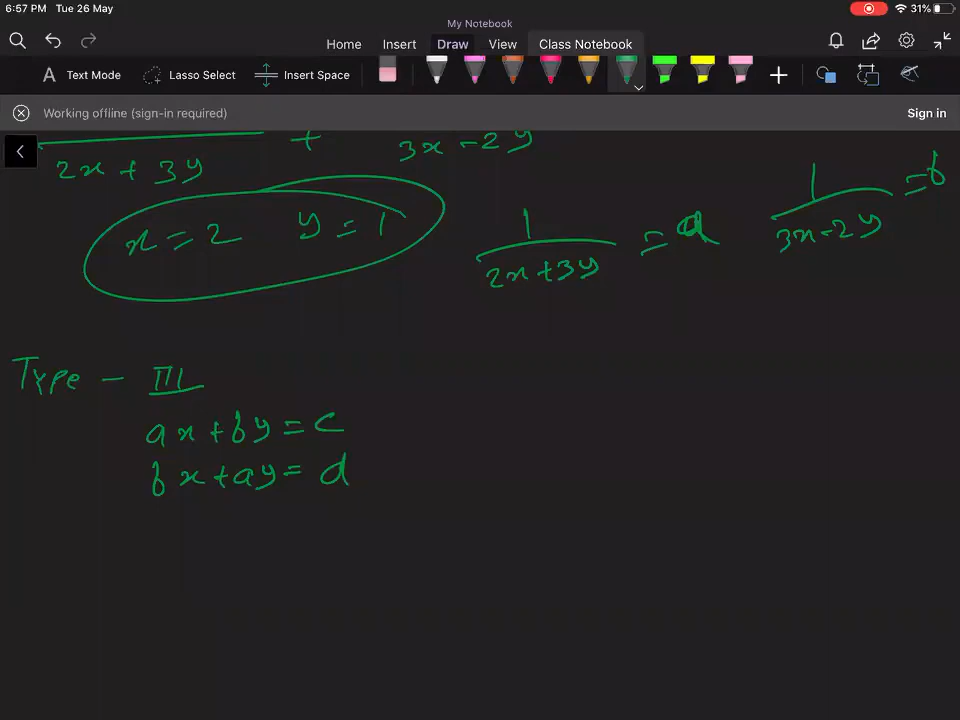 6:57 PM Tue 26 May 31%
My Notebook
Home Insert Draw View Class Notebook
A Text Mode Lasso Select Insert Space
Working offline (sign-in required) Sign in
2x + 3y + 3x - 2y
x = 2 y = 1
1/(2x+3y) = a
1/(3x-2y) = b
Type - III
ax + by = c
bx + ay = d